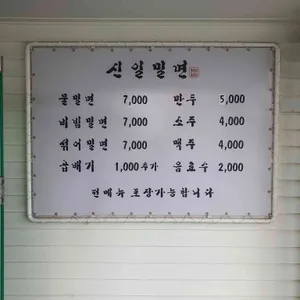 신일밀면
물밀면 7,000 만두 5,000
비빔밀면 7,000 소주 4,000
섞어밀면 7,000 맥주 4,000
곱배기 1,000추가 음료수 2,000
전메뉴 포장가능합니다